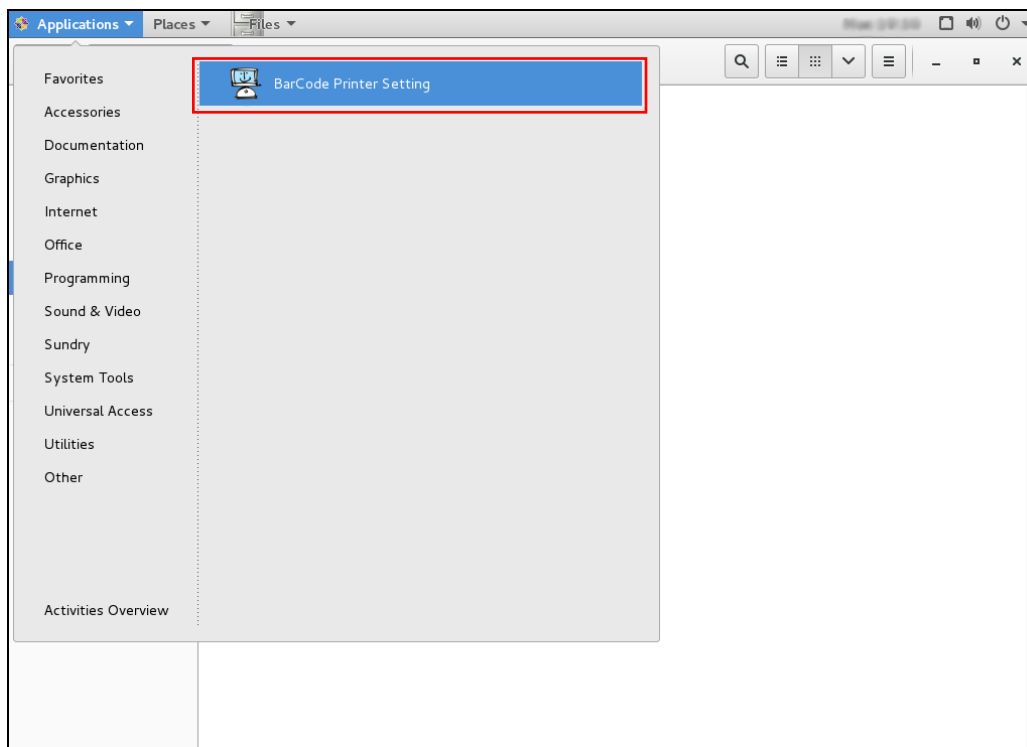 Applications Places Files
Favorites
BarCode Printer Setting
Accessories
Documentation
Graphics
Internet
Office
Programming
Sound & Video
Sundry
System Tools
Universal Access
Utilities
Other
Activities Overview